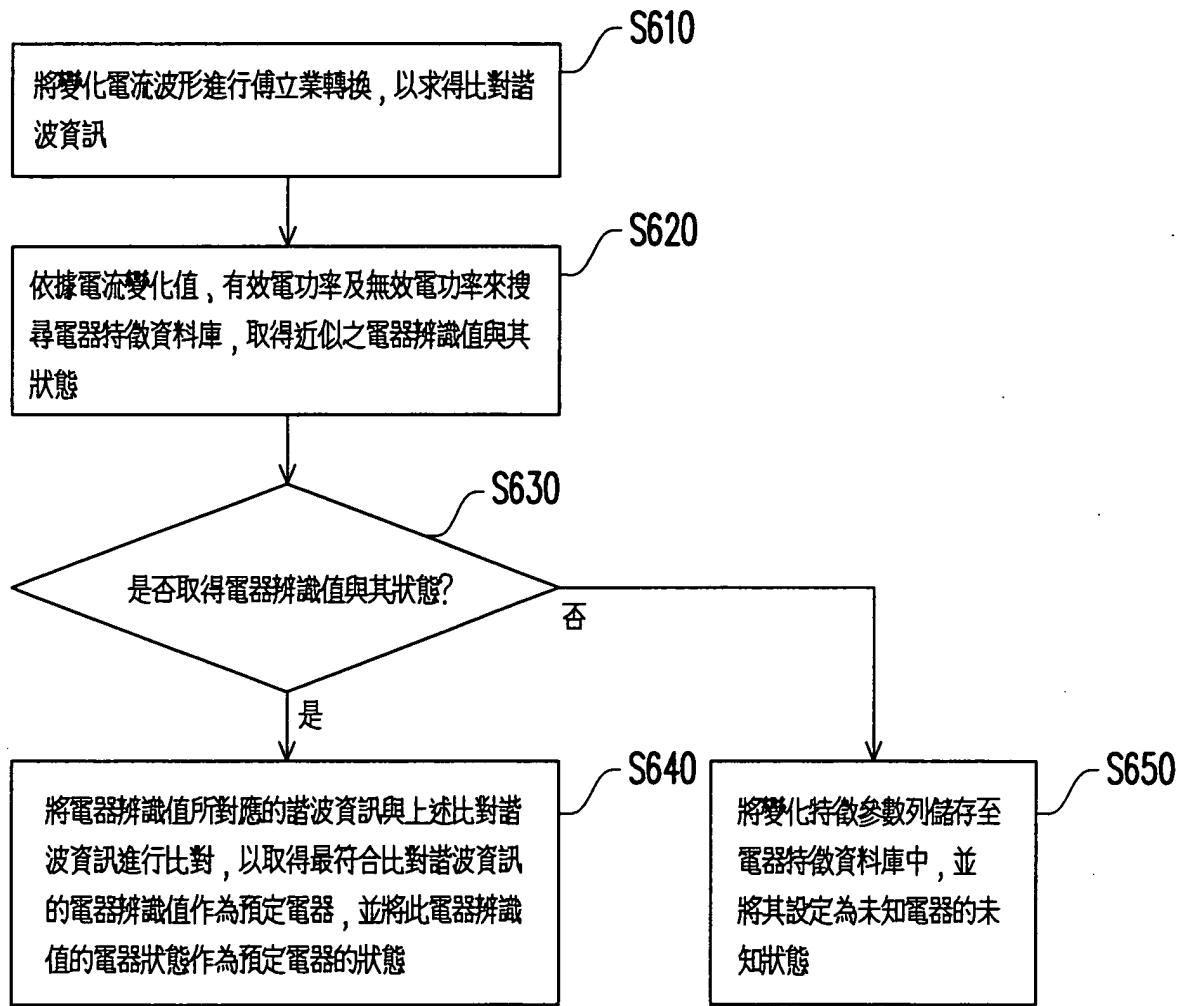 S610
將變化電流波形進行傅立業轉換，以求得比對諧
波資訊
S620
依據電流變化值，有效電功率及無效電功率來搜
尋電器特徵資料庫，取得近似之電器辨識值與其
狀態
S630
是否取得電器辨識值與其狀態?
否
是
S640
將電器辨識值所對應的諧波資訊與上述比對諧
波資訊進行比對，以取得最符合比對諧波資訊
的電器辨識值作為預定電器，並將此電器辨識
值的電器狀態作為預定電器的狀態
S650
將變化特徵參數列儲存至
電器特徵資料庫中，並
將其設定為未知電器的未
知狀態